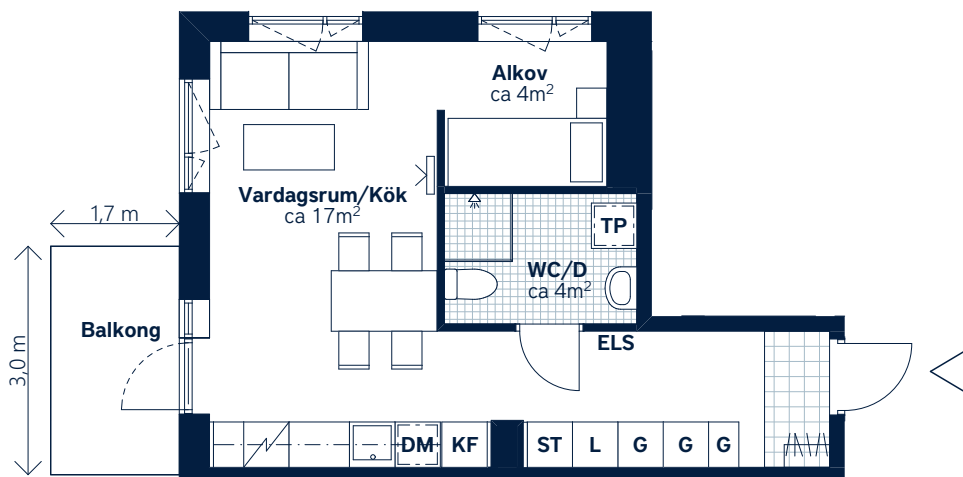 Alkov
ca 4m²
Vardagsrum/Kök
ca 17m²
1,7 m
TP
WC/D
ca 4m²
Balkong
3,0 m
ELS
DM
KF
ST
L
G
G
G